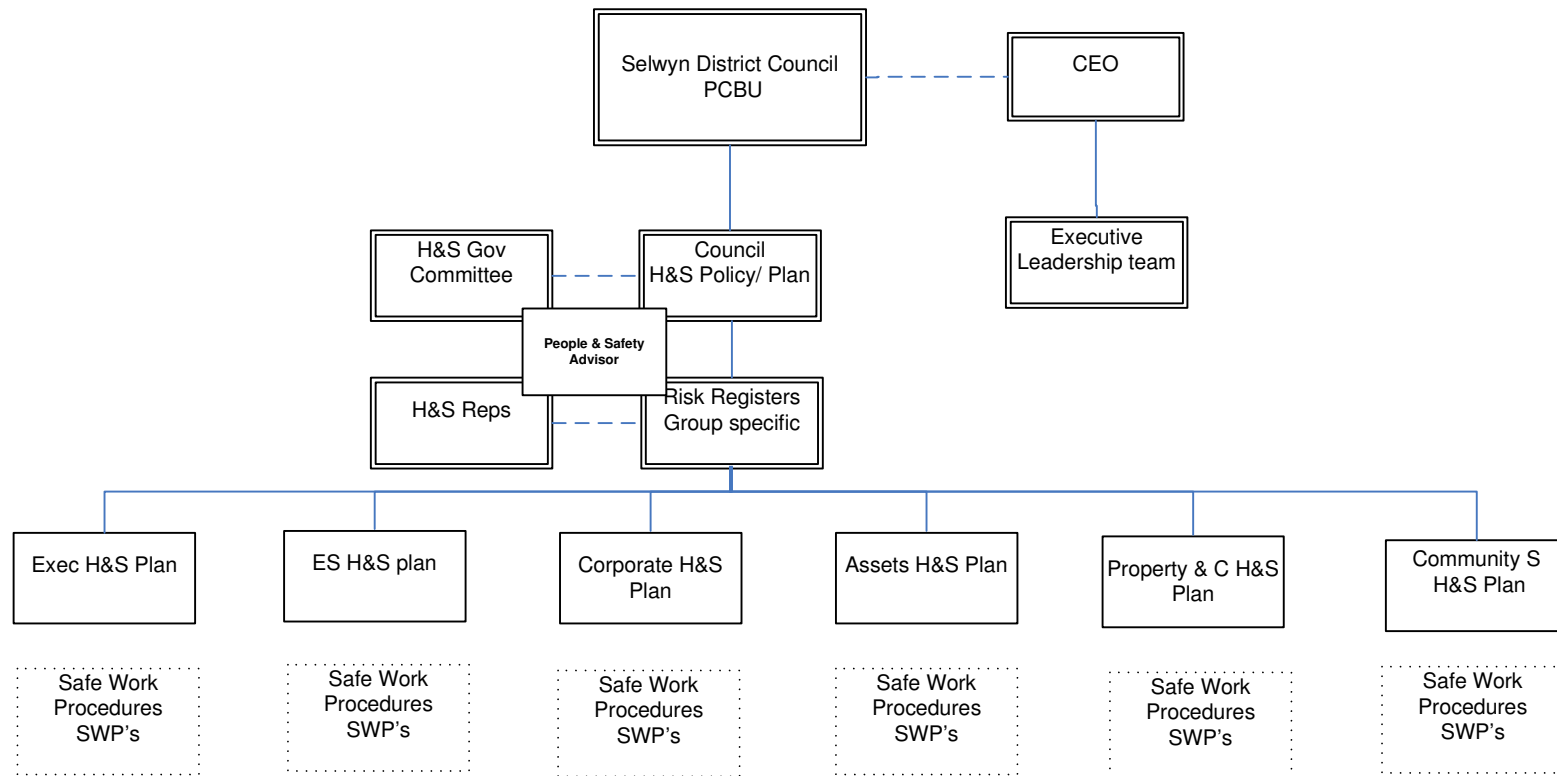 Selwyn District Council
PCBU
CEO
H&S Gov
Committee
Council
H&S Policy/ Plan
Executive
Leadership team
People & Safety
Advisor
H&S Reps
Risk Registers
Group specific
Exec H&S Plan
ES H&S plan
Corporate H&S
Plan
Assets H&S Plan
Property & C H&S
Plan
Community S
H&S Plan
Safe Work
Procedures
SWP's
Safe Work
Procedures
SWP's
Safe Work
Procedures
SWP's
Safe Work
Procedures
SWP's
Safe Work
Procedures
SWP's
Safe Work
Procedures
SWP's